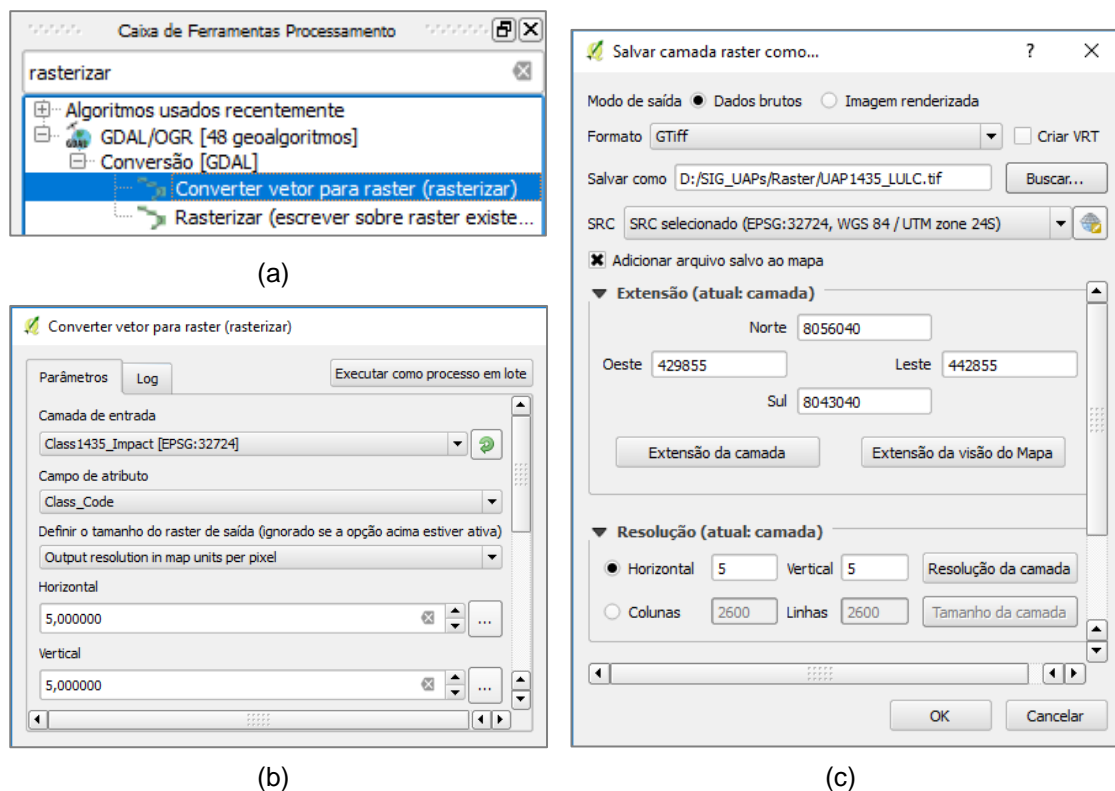 Caixa de Ferramentas Processamento
rasterizar
Algoritmos usados recentemente
GDAL/OGR [48 geoalgoritmos]
Conversão [GDAL]
Converter vetor para raster (rasterizar)
Rasterizar (escrever sobre raster existe...
(a)
Converter vetor para raster (rasterizar)
Parâmetros Log Executar como processo em lote
Camada de entrada
Class1435_Impact [EPSG:32724]
Campo de atributo
Class_Code
Definir o tamanho do raster de saída (ignorado se a opção acima estiver ativa)
Output resolution in map units per pixel
Horizontal
5,000000 ...
Vertical
5,000000 ...
(b)
Salvar camada raster como... ?
Modo de saída Dados brutos Imagem renderizada
Formato GTiff Criar VRT
Salvar como D:/SIG_UAPs/Raster/UAP1435_LULC.tif Buscar...
SRC SRC selecionado (EPSG:32724, WGS 84 / UTM zone 24S)
Adicionar arquivo salvo ao mapa
Extensão (atual: camada)
Norte 8056040
Oeste 429855 Leste 442855
Sul 8043040
Extensão da camada Extensão da visão do Mapa
Resolução (atual: camada)
Horizontal 5 Vertical 5 Resolução da camada
Colunas 2600 Linhas 2600 Tamanho da camada
OK Cancelar
(c)